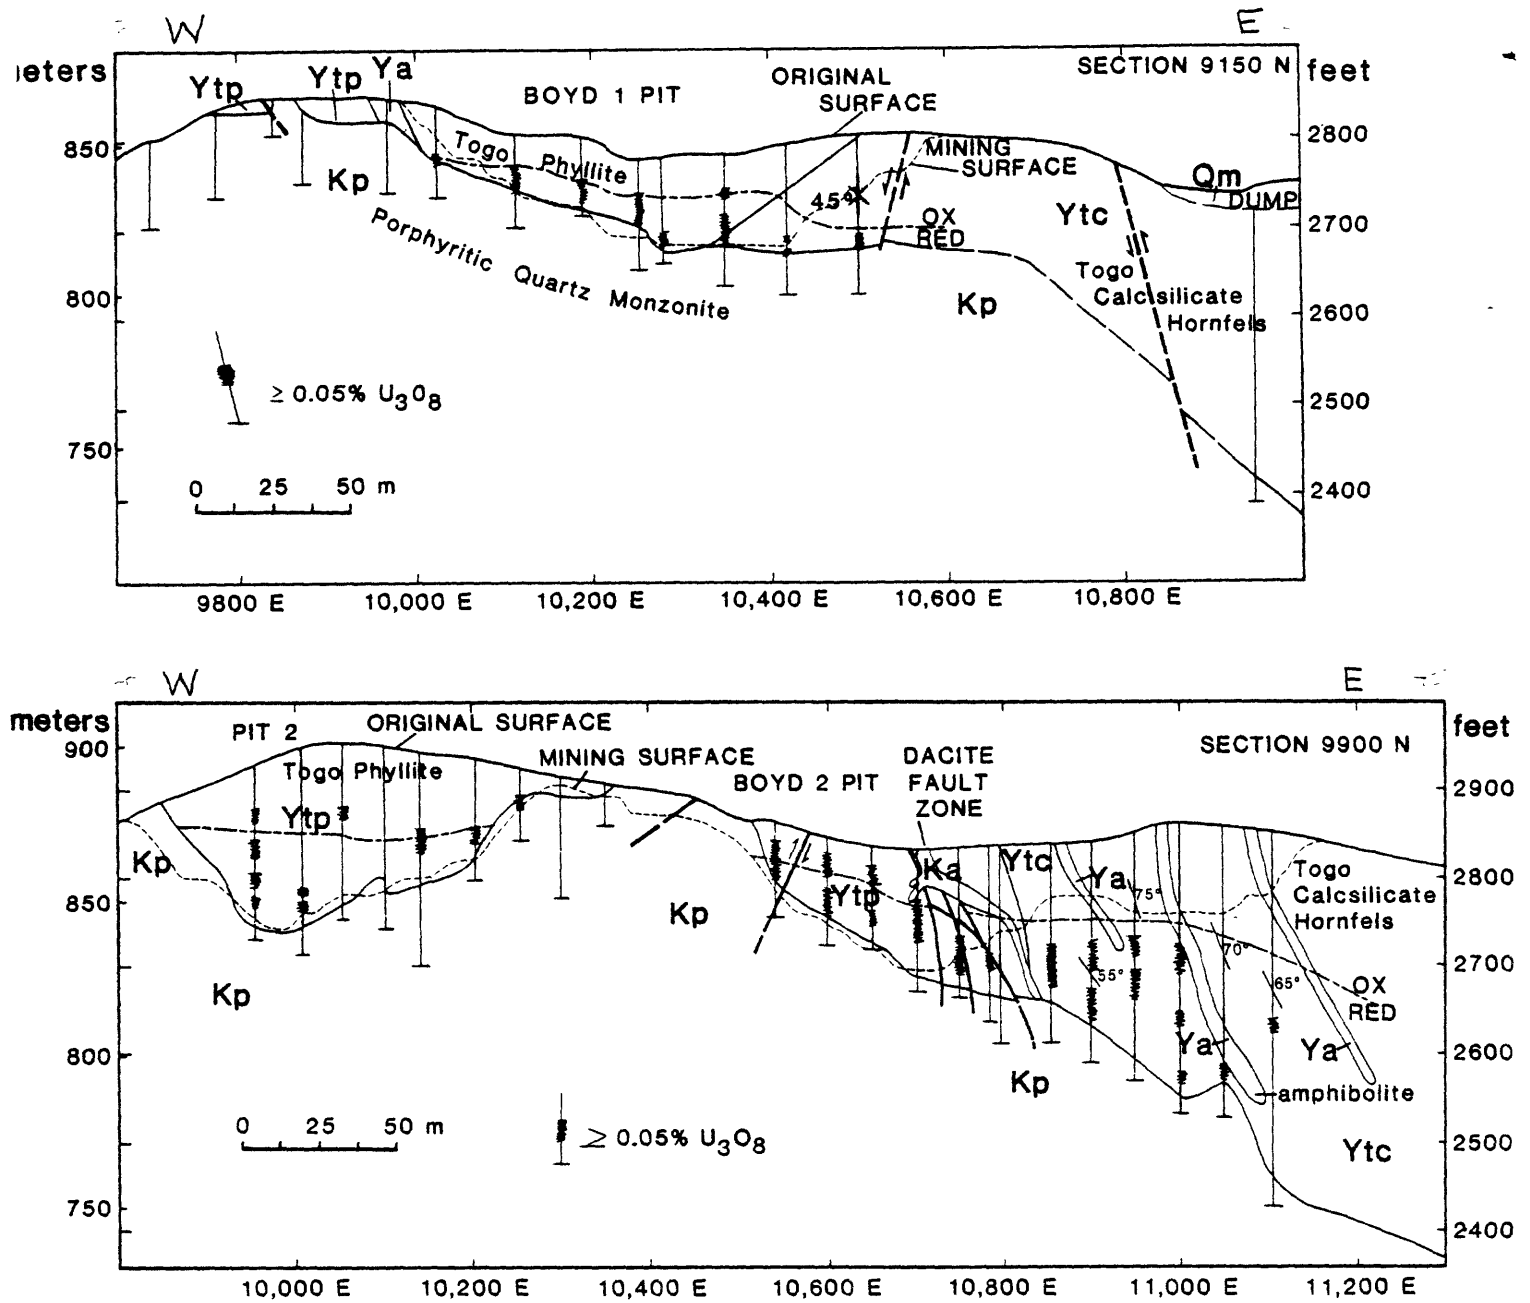 W
E
eters
Ytp
Ytp
Ya
BOYD 1 PIT
ORIGINAL
SURFACE
SECTION 9150 N
feet
850
Togo Phyllite
MINING
SURFACE
2800
Kp
45°
Qm
DUMP
OX
RED
Ytc
2700
Porphyritic Quartz Monzonite
Togo
Calcsilicate
Hornfels
800
Kp
2600
≥ 0.05% U3O8
2500
750
0 25 50 m
2400
9800 E 10,000 E 10,200 E 10,400 E 10,600 E 10,800 E
W
E
meters
PIT 2
ORIGINAL SURFACE
MINING SURFACE
BOYD 2 PIT
DACITE
FAULT
ZONE
SECTION 9900 N
feet
900
Togo Phyllite
2900
Ytp
Kp
Ka
Ytc
Ya
75°
Togo
Calcsilicate
Hornfels
2800
850
Kp
Ytp
70°
55°
65°
OX
RED
2700
Kp
800
Ya
Ya
2600
Kp
amphibolite
0 25 50 m
≥ 0.05% U3O8
Ytc
2500
750
2400
10,000 E 10,200 E 10,400 E 10,600 E 10,800 E 11,000 E 11,200 E